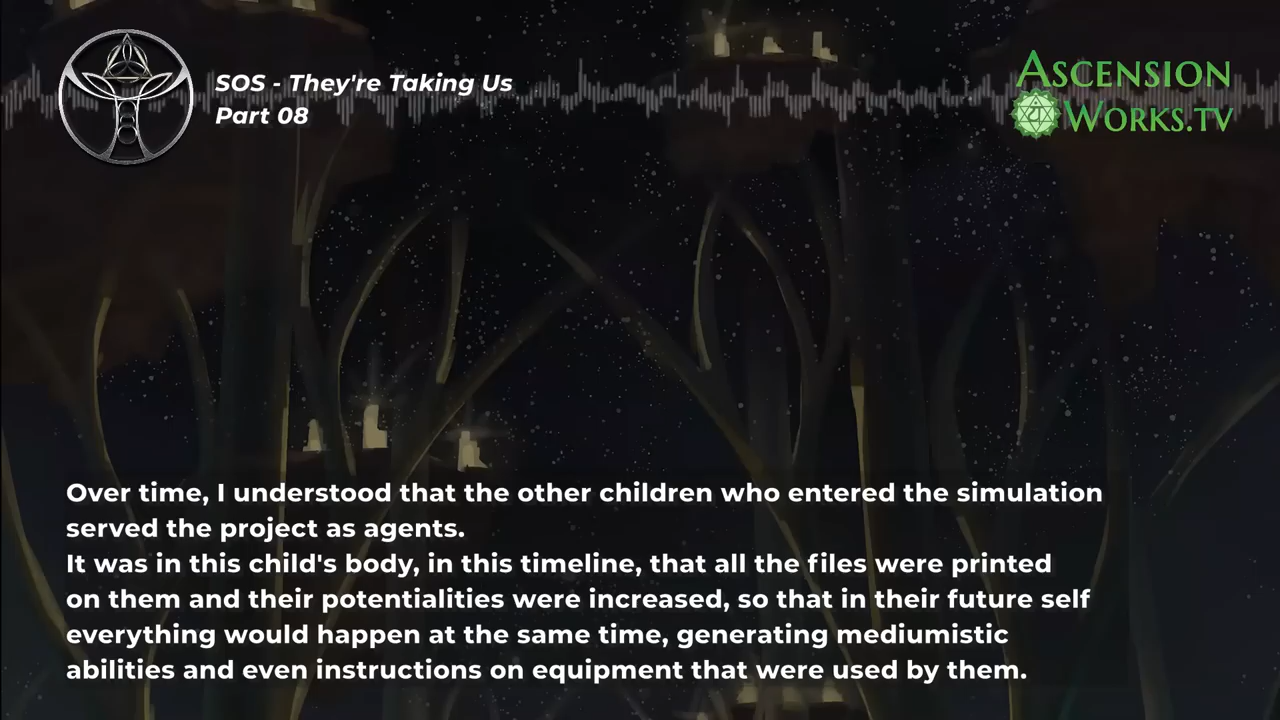 SOS - They're Taking Us
Part 08
ASCENSION
WORKS.TV
Over time, I understood that the other children who entered the simulation
served the project as agents.
It was in this child's body, in this timeline, that all the files were printed
on them and their potentialities were increased, so that in their future self
everything would happen at the same time, generating mediumistic
abilities and even instructions on equipment that were used by them.